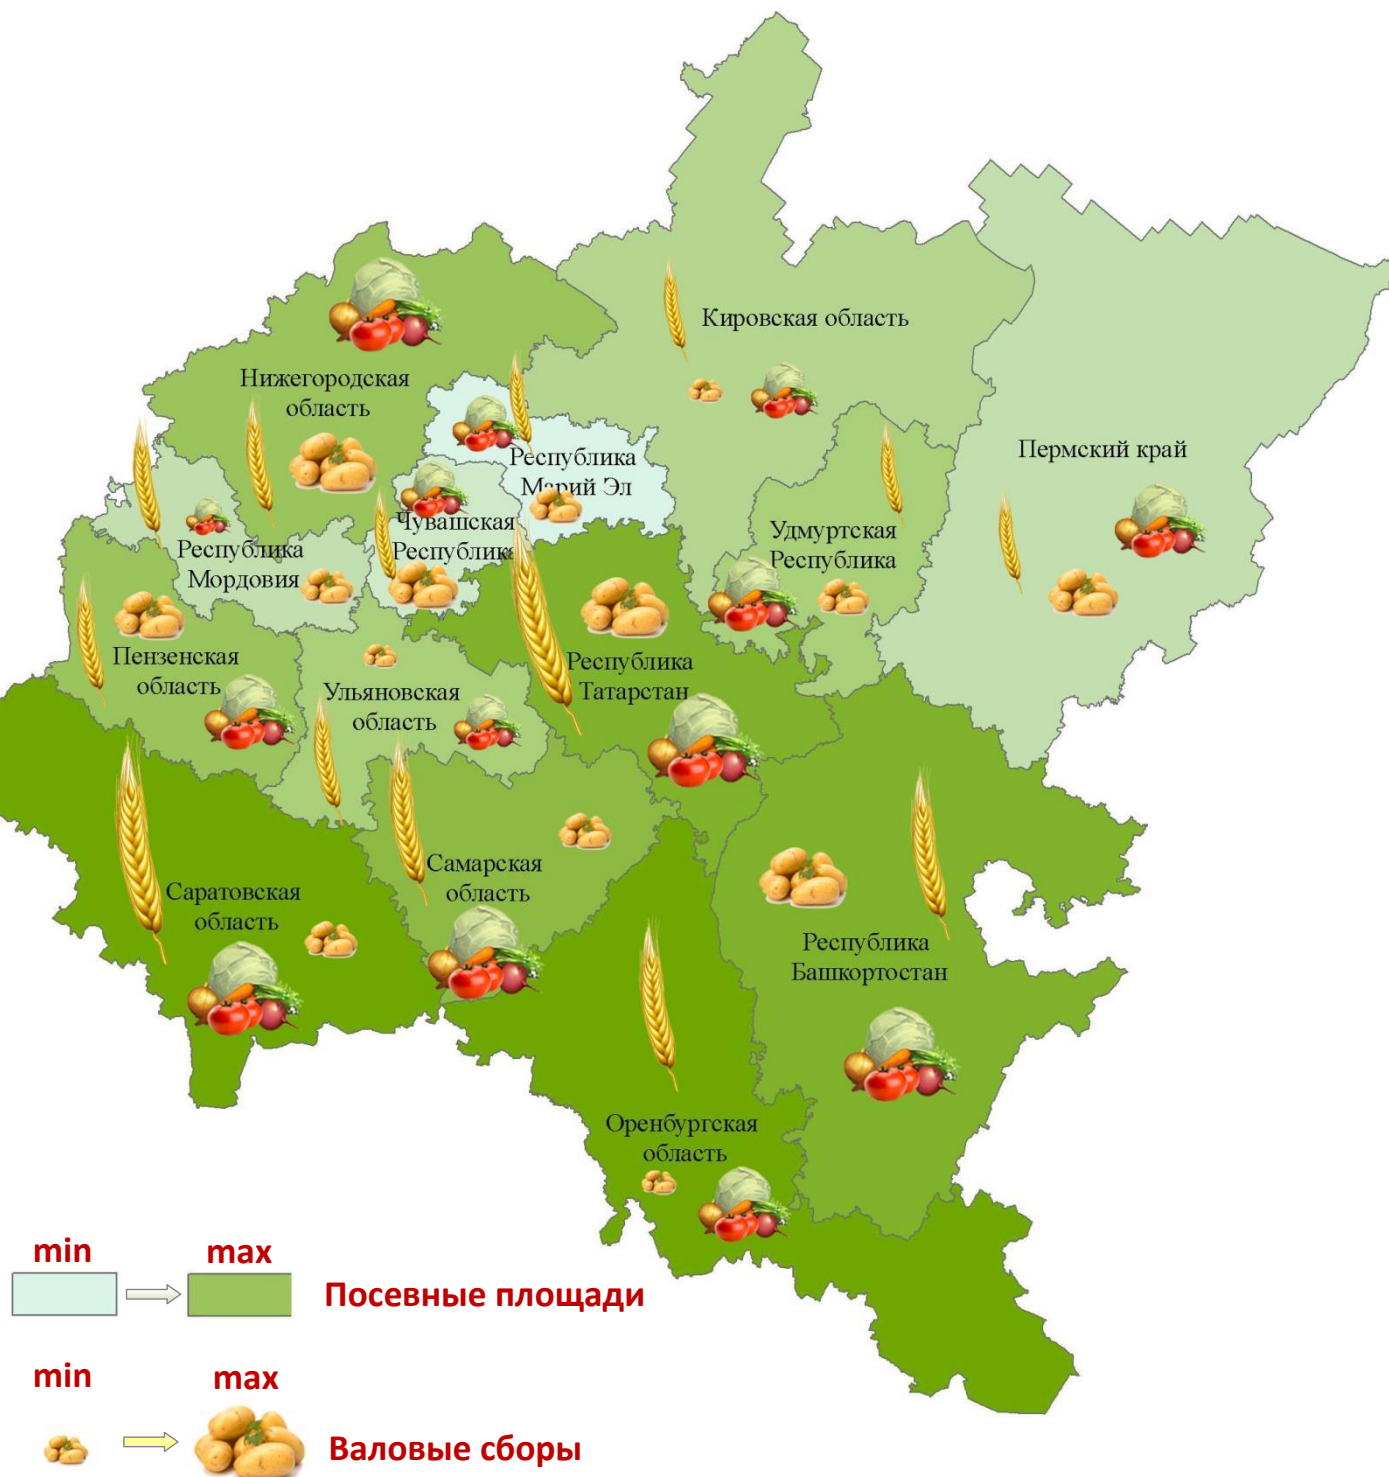 Кировская область
Нижегородская
область
Пермский край
Республика
Марий Эл
Чувашская
Республика
Удмуртская
Республика
Республика
Мордовия
Пензенская
область
Ульяновская
область
Республика
Татарстан
Самарская
область
Саратовская
область
Республика
Башкортостан
Оренбургская
область
min
max
Посевные площади
min
max
Валовые сборы